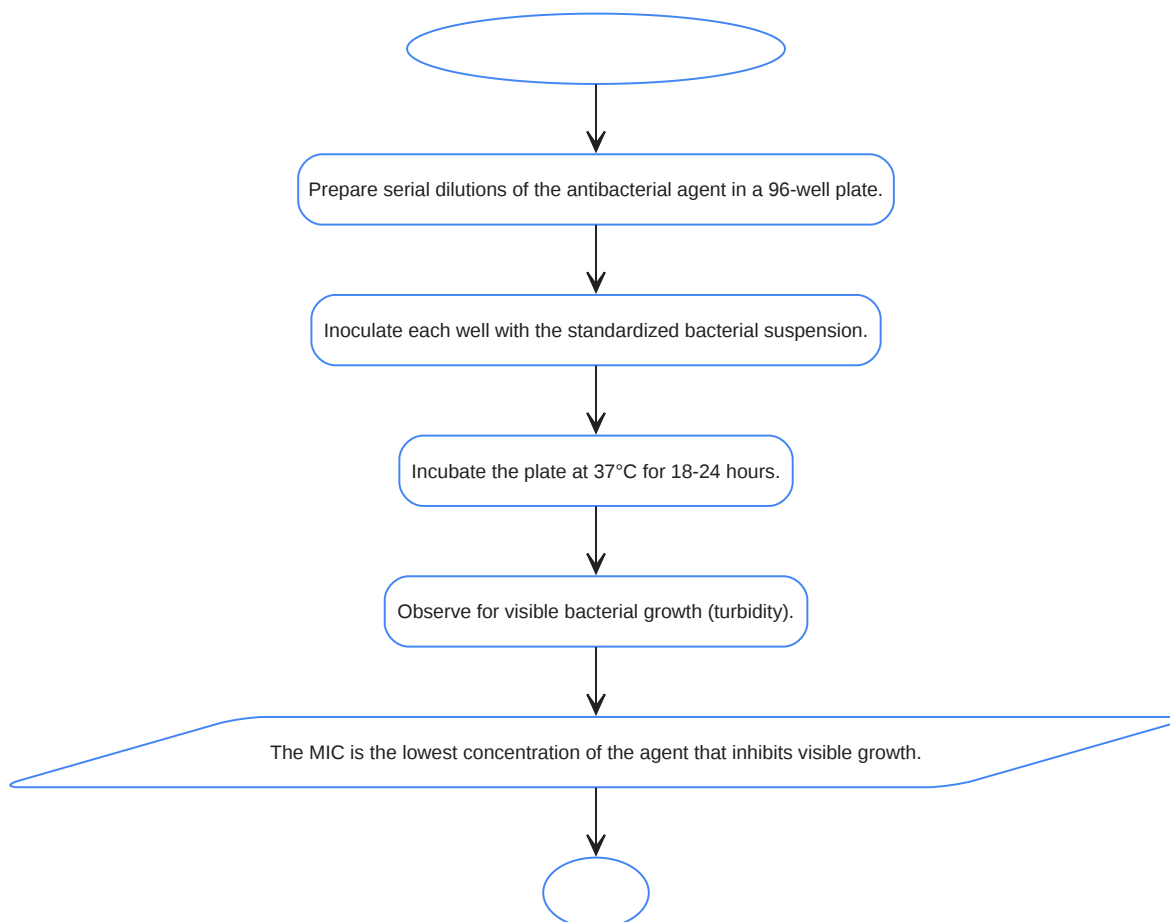 Prepare serial dilutions of the antibacterial agent in a 96-well plate.
Inoculate each well with the standardized bacterial suspension.
Incubate the plate at 37°C for 18-24 hours.
Observe for visible bacterial growth (turbidity).
The MIC is the lowest concentration of the agent that inhibits visible growth.